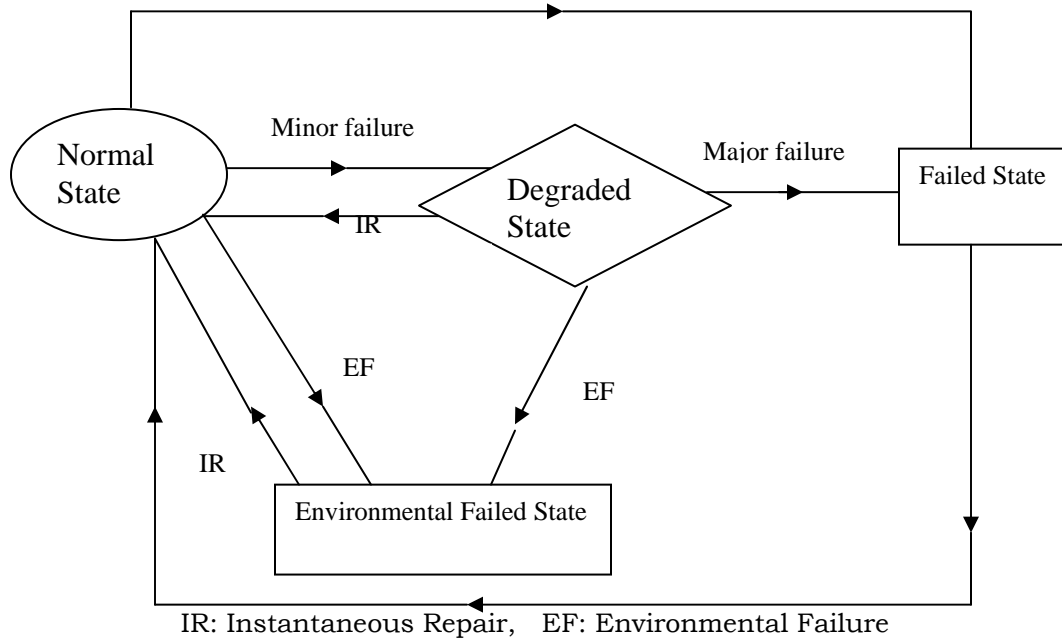 Minor failure
Normal
State
Major failure
Degraded
State
Failed State
IR
EF
EF
IR
Environmental Failed State
IR: Instantaneous Repair, EF: Environmental Failure